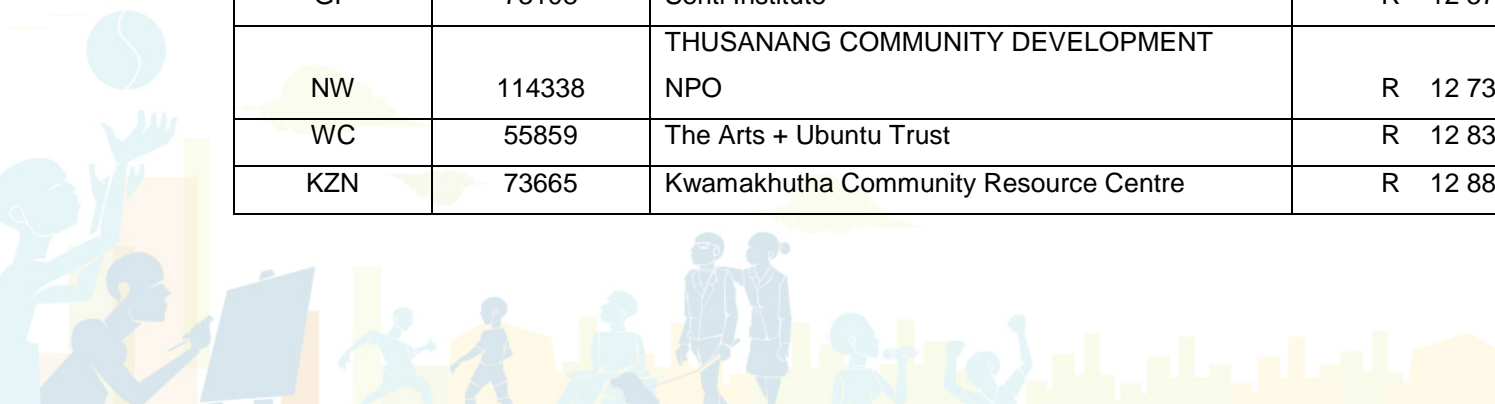 THUSANANG COMMUNITY DEVELOPMENT
NW 114338 NPO R 12 73
WC 55859 The Arts + Ubuntu Trust R 12 83
KZN 73665 Kwamakhutha Community Resource Centre R 12 88